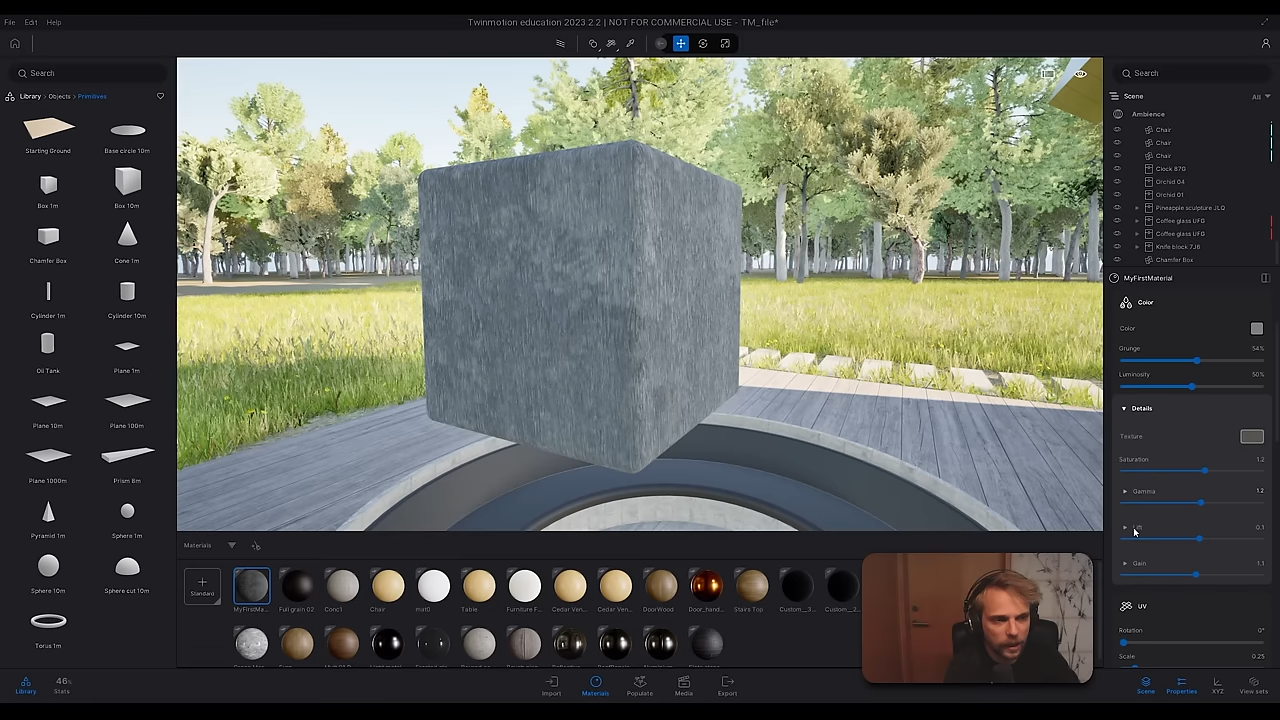 File Edit Help
Twinmotion education 2023.2.2 | NOT FOR COMMERCIAL USE - TM_file*
Search
Library > Objects > Primitives
Starting Ground
Base circle 10m
Box 1m
Box 10m
Chamfer Box
Cone 1m
Cylinder 1m
Cylinder 10m
Oil Tank
Plane 1m
Plane 10m
Plane 100m
Plane 1000m
Prism 8m
Pyramid 1m
Sphere 1m
Sphere 10m
Sphere cut 10m
Torus 1m
Library
46%
Stats
Materials
Standard
MyFirstMa...
Full grain 02
Conc1
Chair
mat0
Table
Furniture F...
Cedar Ven...
Cedar Ven...
DoorWood
Door_hand...
Stairs Top
Custom_3...
Custom_2...
Import
Materials
Populate
Media
Export
Search
Scene
All
Ambience
Chair
Chair
Chair
Clock 87G
Orchid 04
Orchid 01
Pineapple sculpture JLQ
Coffee glass UFG
Coffee glass UFG
Knife block 7J6
Chamfer Box
MyFirstMaterial
Color
Color
Grunge 54%
Luminosity 50%
Details
Texture
Saturation 1.2
Gamma 1.2
0.1
Gain 1.1
UV
Rotation 0°
Scale 0.25
Scene
Properties
XYZ
View sets